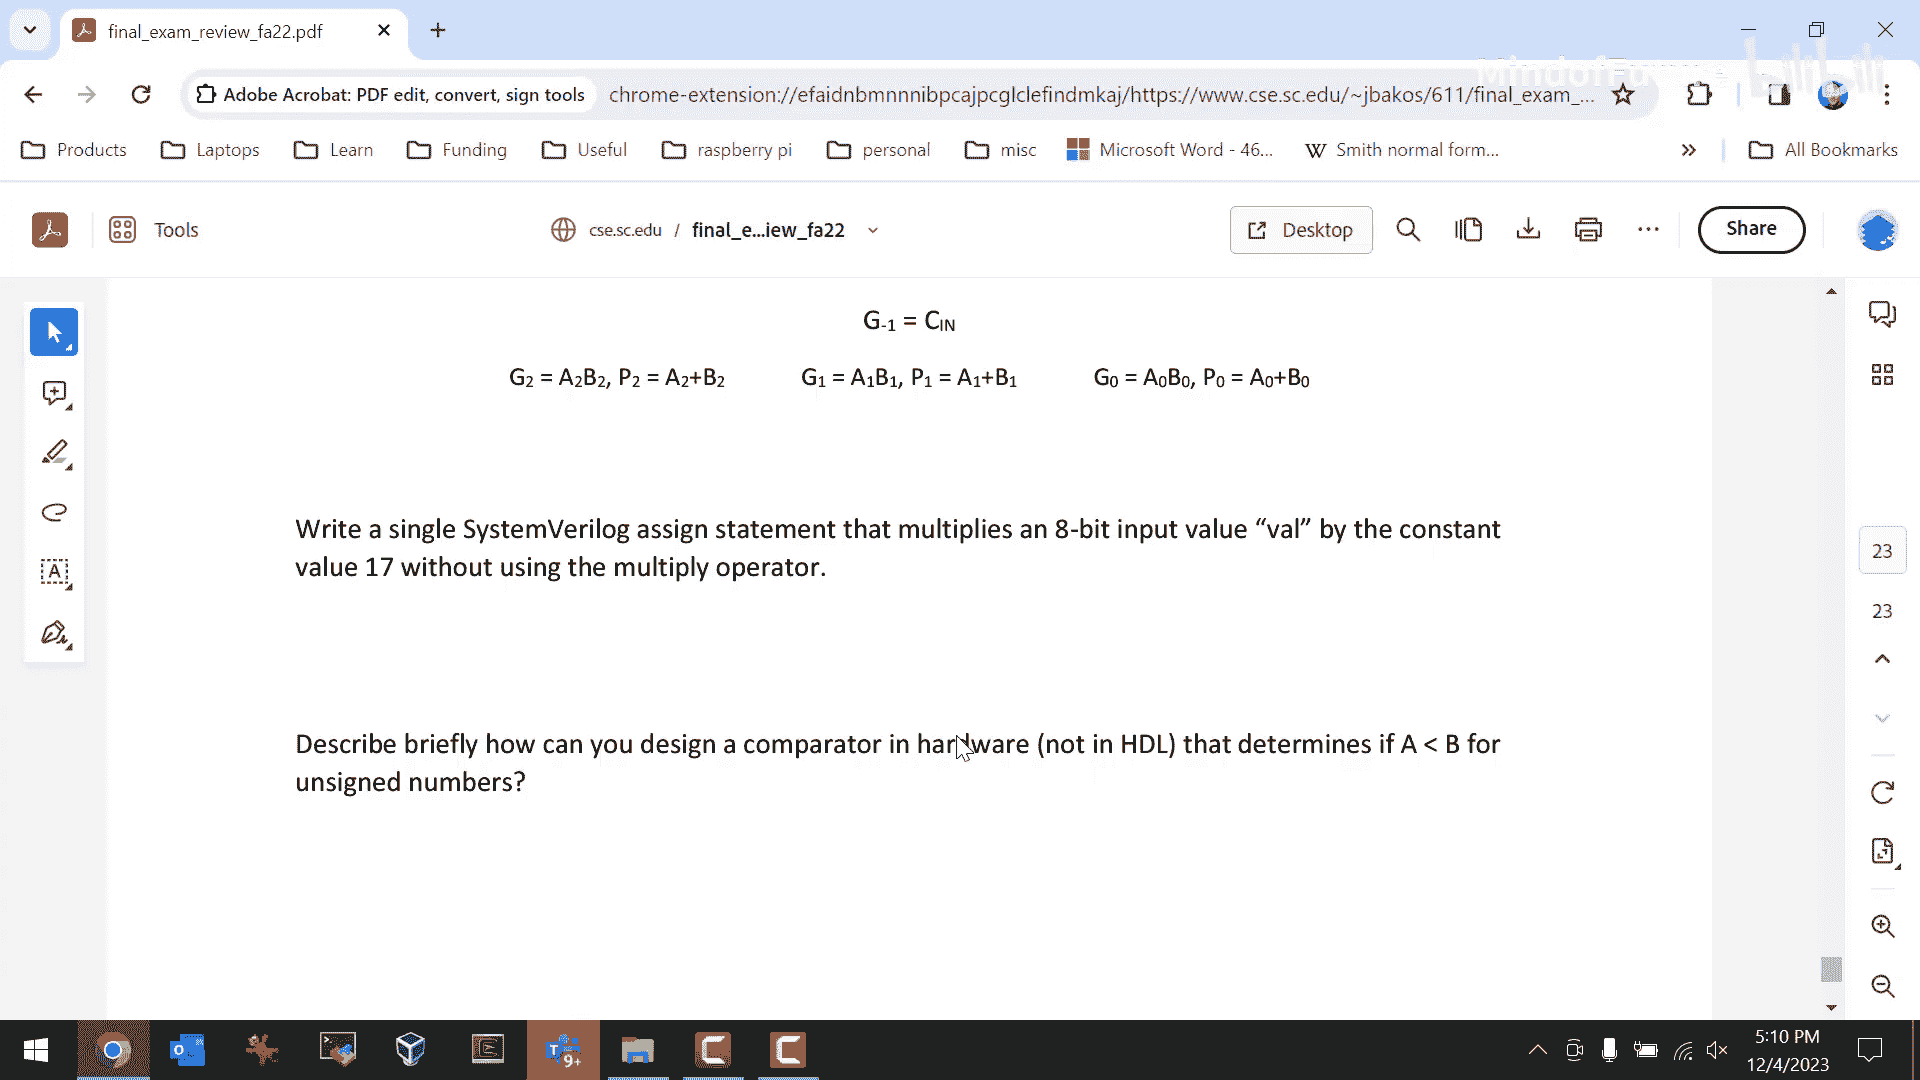 final_exam_review_fa22.pdf
Adobe Acrobat: PDF edit, convert, sign tools
chrome-extension://efaidnbmnnnibpcajpcglclefindmkaj/https://www.cse.sc.edu/~jbakos/611/final_exam_...
Products
Laptops
Learn
Funding
Useful
raspberry pi
personal
misc
Microsoft Word - 46...
W Smith normal form...
All Bookmarks
Tools
cse.sc.edu / final_e...iew_fa22
Desktop
Share
G-1 = CIN
G2 = A2B2, P2 = A2+B2 G1 = A1B1, P1 = A1+B1 G0 = A0B0, P0 = A0+B0
Write a single SystemVerilog assign statement that multiplies an 8-bit input value “val” by the constant
value 17 without using the multiply operator.
Describe briefly how can you design a comparator in hardware (not in HDL) that determines if A < B for
unsigned numbers?
23
23
9+
5:10 PM
12/4/2023